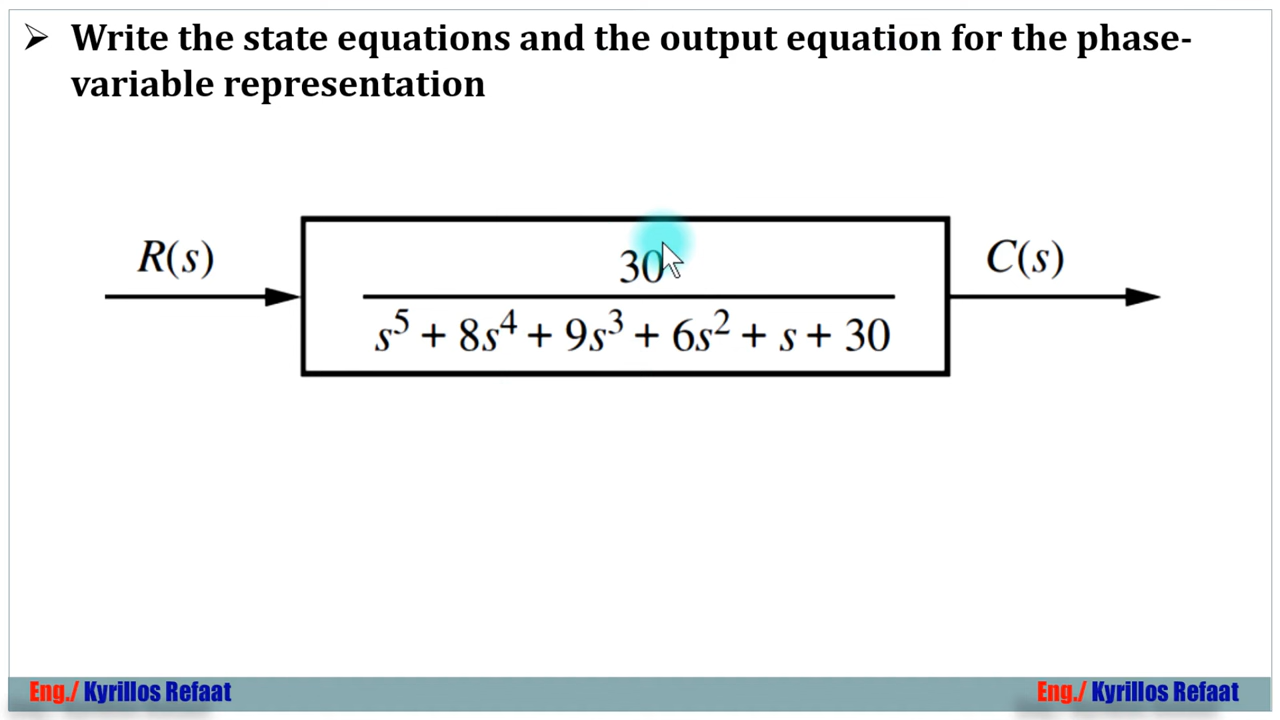 ➢ Write the state equations and the output equation for the phase-
variable representation
R(s)
30
s⁵ + 8s⁴ + 9s³ + 6s² + s + 30
C(s)
Eng./ Kyrillos Refaat
Eng./ Kyrillos Refaat